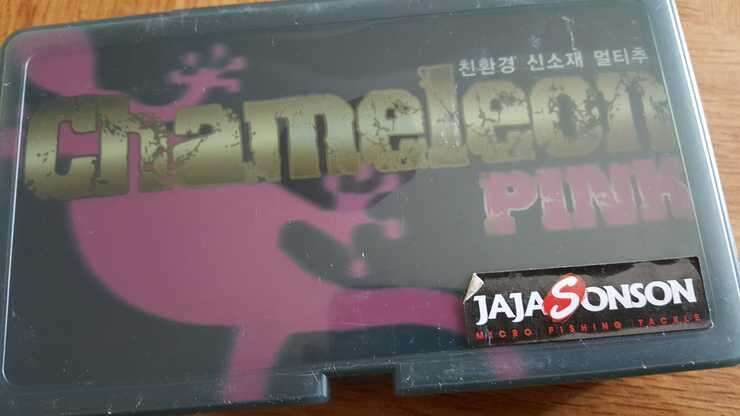 친환경 신소재 멀티추
Chameleon
PINK
JAJASONSON
MICRO FISHING TACKLE